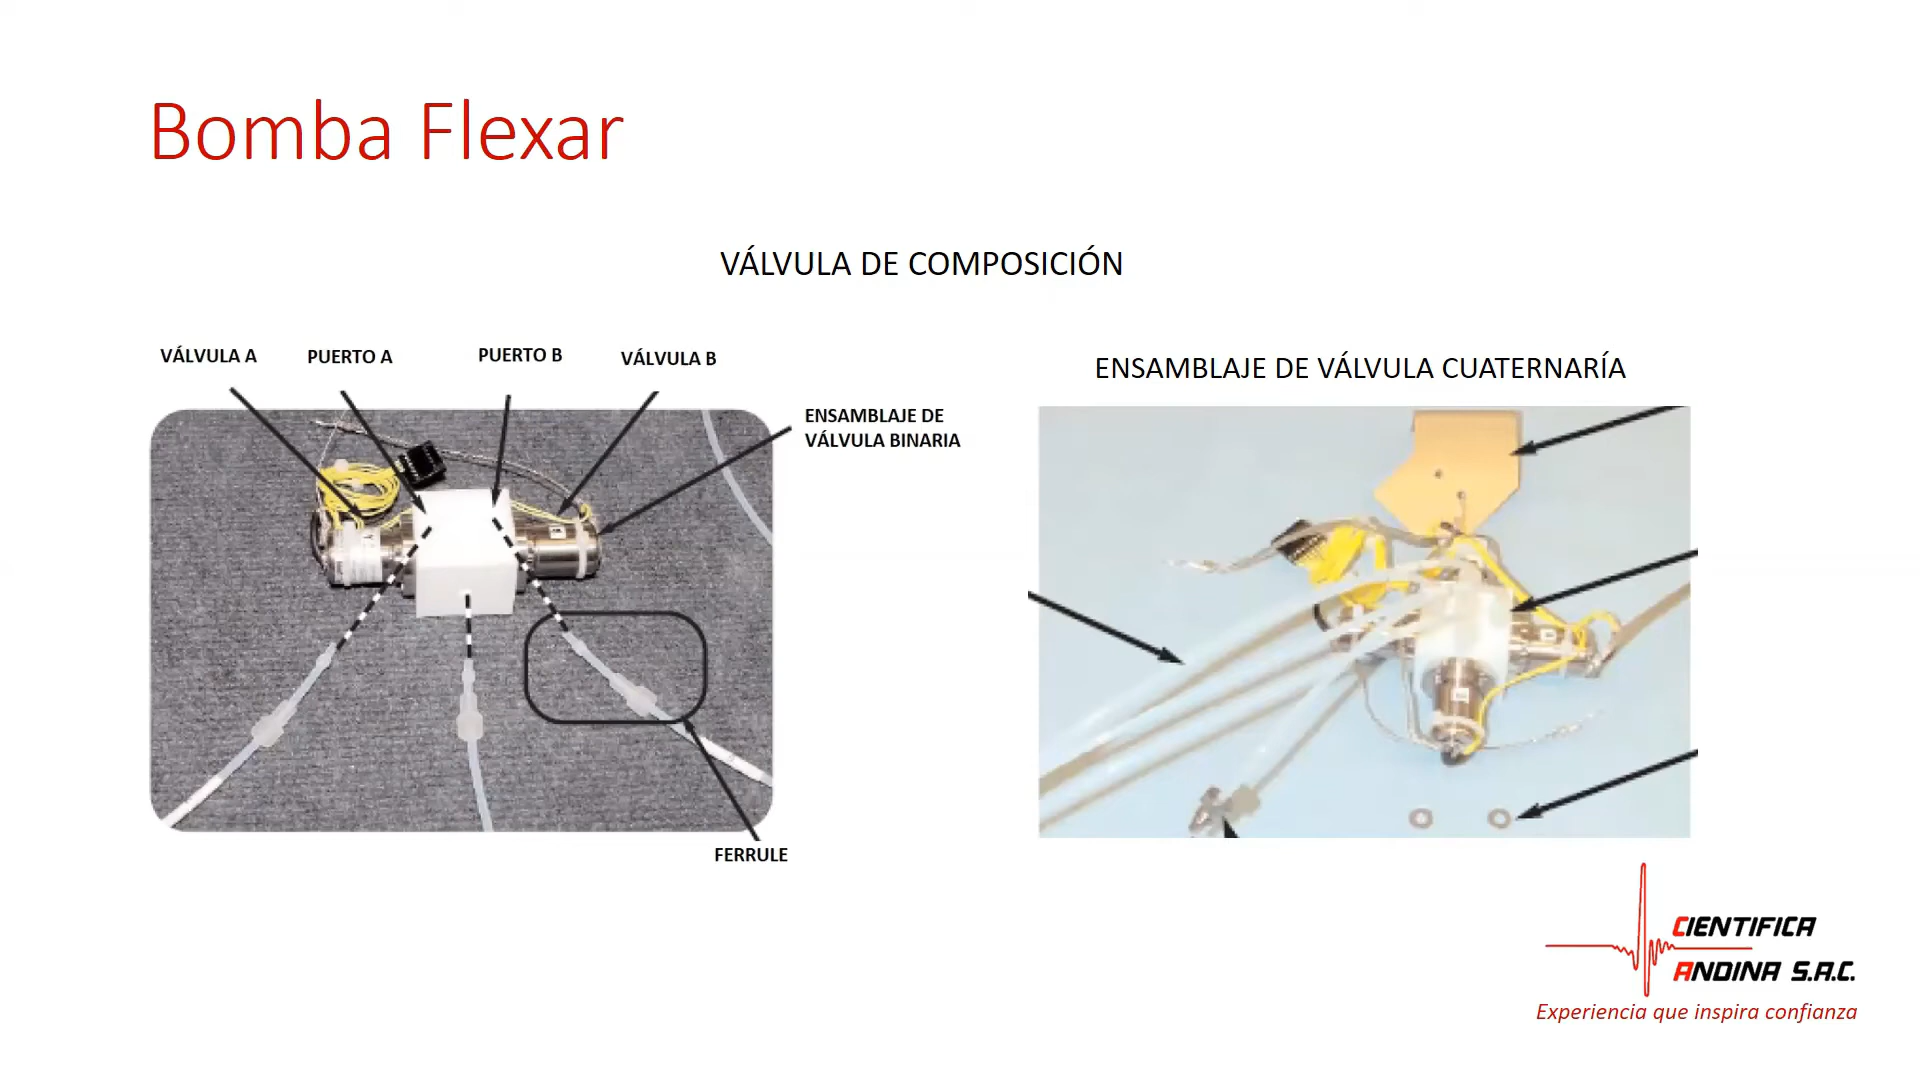 Bomba Flexar
VÁLVULA DE COMPOSICIÓN
VÁLVULA A
PUERTO A
PUERTO B
VÁLVULA B
ENSAMBLAJE DE
VÁLVULA BINARIA
FERRULE
ENSAMBLAJE DE VÁLVULA CUATERNARÍA
CIENTIFICA
ANDINA S.A.C.
Experiencia que inspira confianza